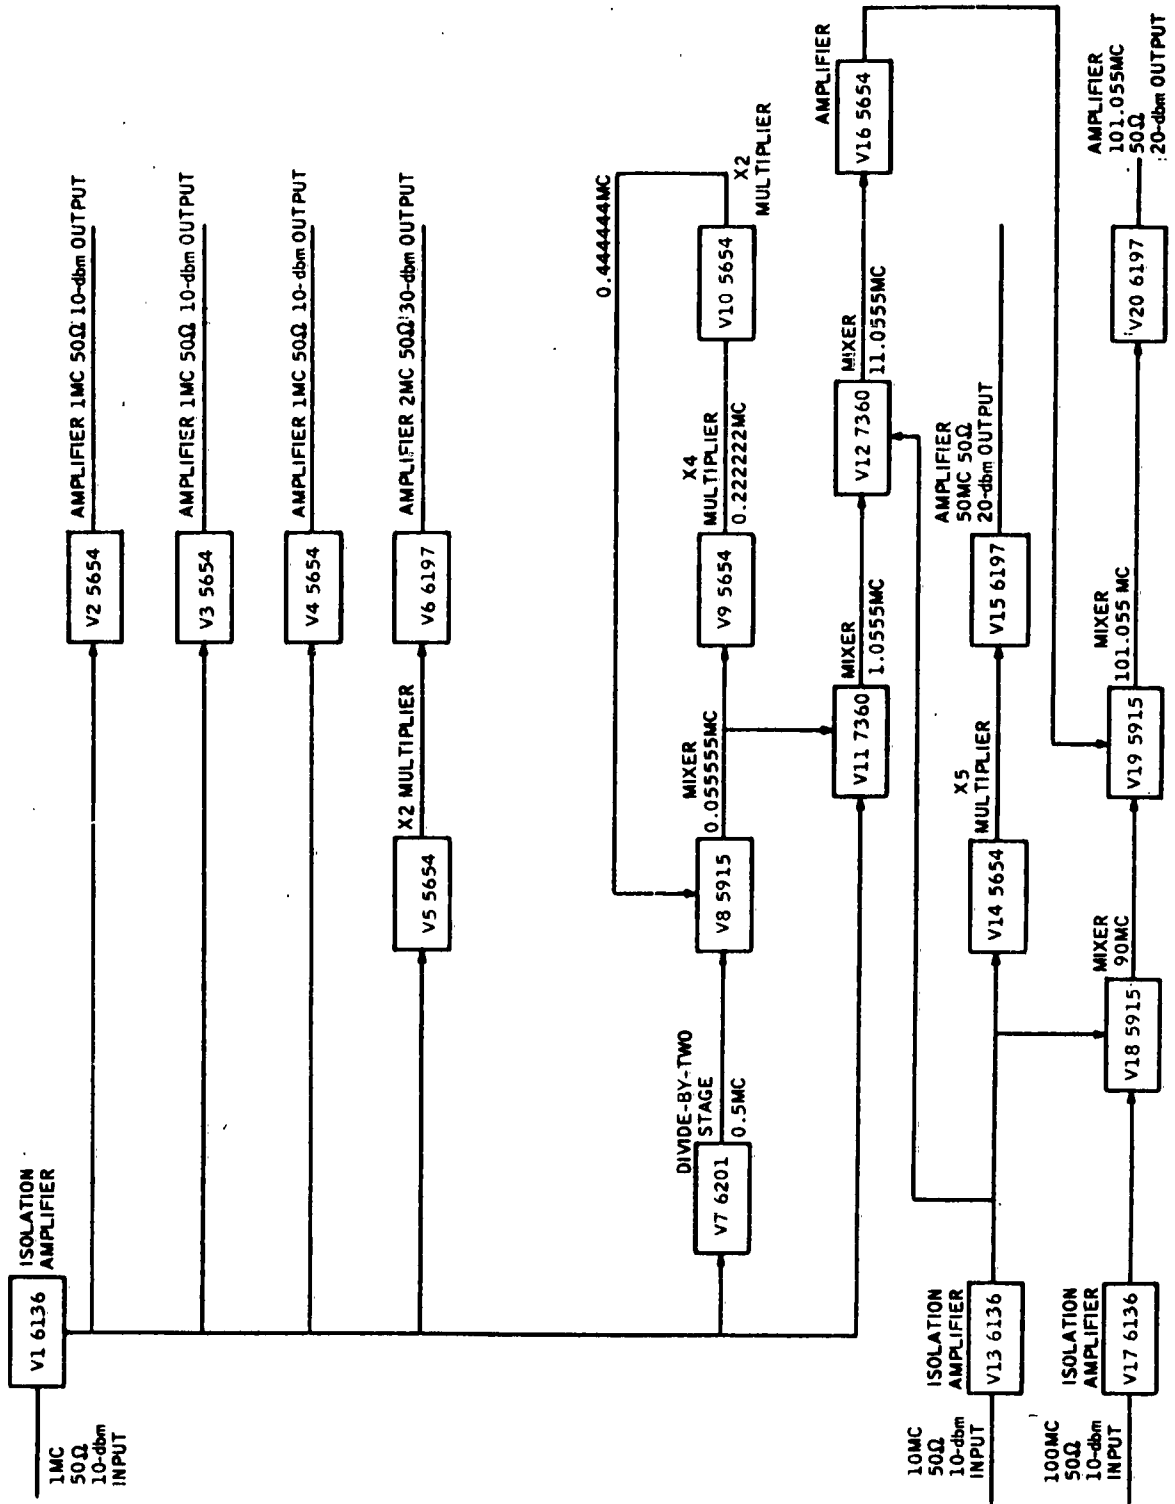 1MC
50Ω
10-dbm
INPUT
V1 6136
ISOLATION
AMPLIFIER
V2 5654
AMPLIFIER 1MC 50Ω 10-dbm OUTPUT
V3 5654
AMPLIFIER 1MC 50Ω 10-dbm OUTPUT
V4 5654
AMPLIFIER 1MC 50Ω 10-dbm OUTPUT
V5 5654
X2 MULTIPLIER
V6 6197
AMPLIFIER 2MC 50Ω 30-dbm OUTPUT
0.444444MC
V7 6201
DIVIDE-BY-TWO
STAGE
0.5MC
V8 5915
MIXER
0.055555MC
V9 5654
X4
MULTIPLIER
0.222222MC
V10 5654
X2
MULTIPLIER
V11 7360
MIXER
1.0555MC
V12 7360
MIXER
11.0555MC
V16 5654
AMPLIFIER
10MC
50Ω
10-dbm
INPUT
ISOLATION
AMPLIFIER
V13 6136
V14 5654
X5
MULTIPLIER
V15 6197
AMPLIFIER
50MC 50Ω
20-dbm OUTPUT
100MC
50Ω
10-dbm
INPUT
ISOLATION
AMPLIFIER
V17 6136
V18 5915
MIXER
90MC
V19 5915
MIXER
101.055 MC
V20 6197
AMPLIFIER
101.055MC
50Ω
20-dbm OUTPUT